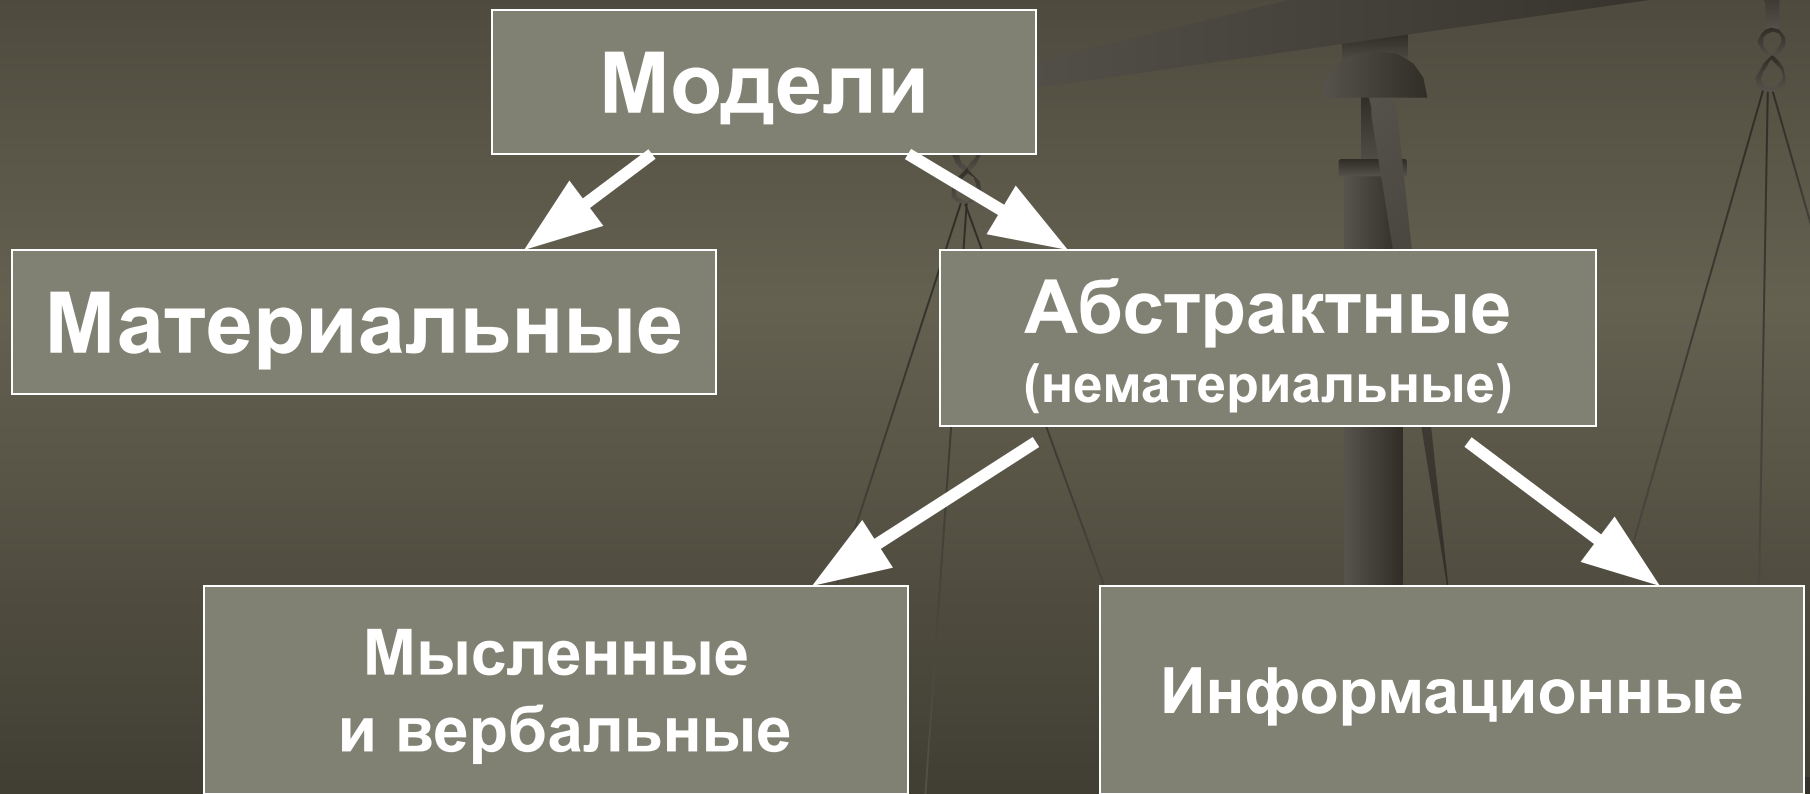 Модели
Материальные
Абстрактные
(нематериальные)
Мысленные
и вербальные
Информационные